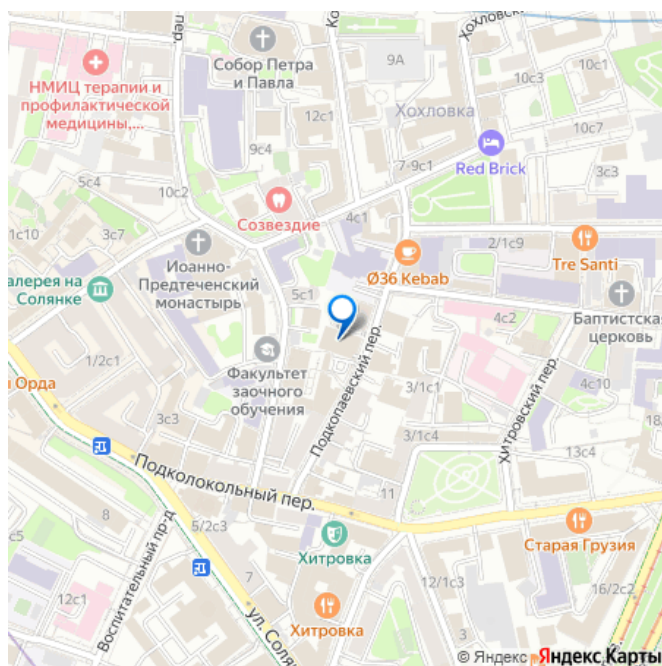 пер.
Собор Петра
и Павла
9А
Хохловский
10с1
10с3
НМИЦ терапии и
профилактической
медицины,...
12с1
Хохловка
10с7
9с4
7-9с1
Red Brick
3с3
5с4
10с2
Созвездие
4с1
1с10
3с7
Иоанно-
Предтеченский
монастырь
Ø36 Kebab
2/1с9
Tre Santi
алерея на
Солянке
5с1
4с2
Баптистская
церковь
1/2с1
Факультет
заочного
обучения
Подкопаевский пер.
3/1с1
Хитровский пер.
4с10
и Орда
3с3
3/1с4
18/
13с4
Подколокольный пер.
11
8
5/2с3
Хитровка
Старая Грузия
с5
Воспитательный пр-д
7
12/1с3
16/2с2
12с1
ул. Солян
Хитровка
© Яндекс
Яндекс Карты